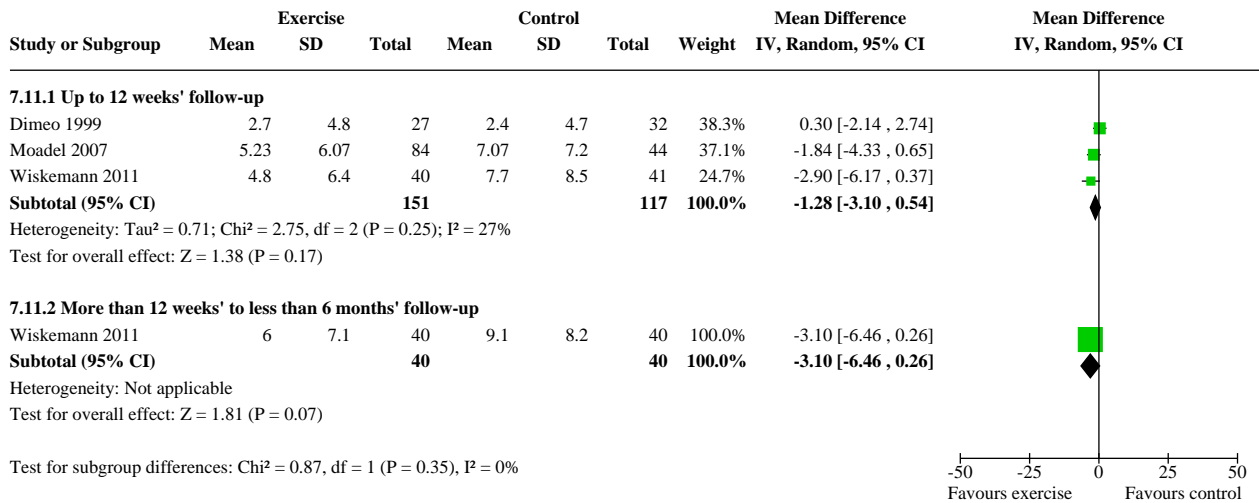 Exercise Control Mean Difference Mean Difference
Study or Subgroup Mean SD Total Mean SD Total Weight IV, Random, 95% CI IV, Random, 95% CI
7.11.1 Up to 12 weeks' follow-up
Dimeo 1999 2.7 4.8 27 2.4 4.7 32 38.3% 0.30 [-2.14 , 2.74]
Moadel 2007 5.23 6.07 84 7.07 7.2 44 37.1% -1.84 [-4.33 , 0.65]
Wiskemann 2011 4.8 6.4 40 7.7 8.5 41 24.7% -2.90 [-6.17 , 0.37]
Subtotal (95% CI) 151 117 100.0% -1.28 [-3.10 , 0.54]
Heterogeneity: Tau² = 0.71; Chi² = 2.75, df = 2 (P = 0.25); I² = 27%
Test for overall effect: Z = 1.38 (P = 0.17)
7.11.2 More than 12 weeks' to less than 6 months' follow-up
Wiskemann 2011 6 7.1 40 9.1 8.2 40 100.0% -3.10 [-6.46 , 0.26]
Subtotal (95% CI) 40 40 100.0% -3.10 [-6.46 , 0.26]
Heterogeneity: Not applicable
Test for overall effect: Z = 1.81 (P = 0.07)
Test for subgroup differences: Chi² = 0.87, df = 1 (P = 0.35), I² = 0%
-50 -25 0 25 50
Favours exercise Favours control